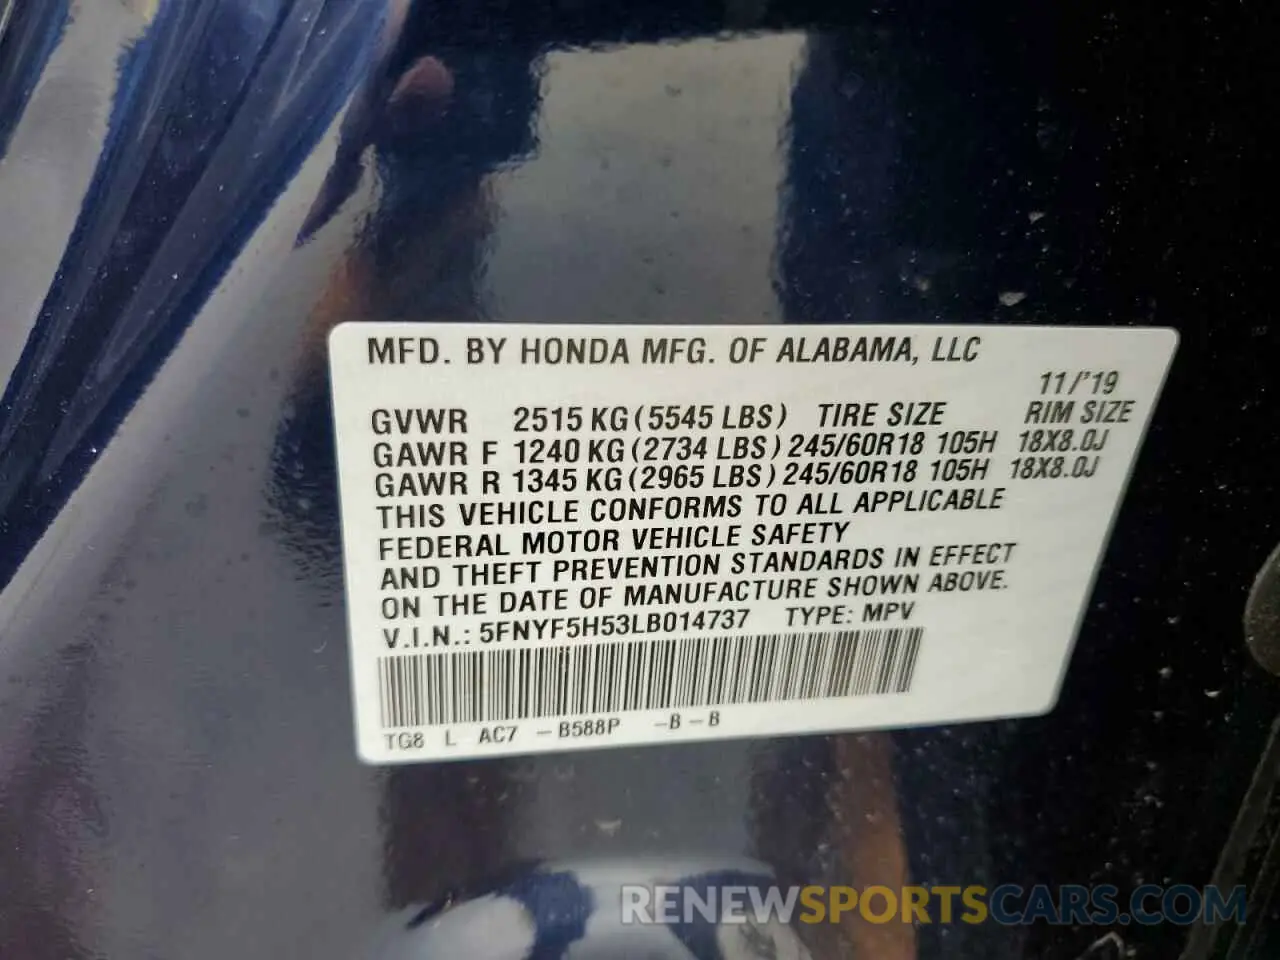 MFD. BY HONDA MFG. OF ALABAMA, LLC
11/'19
GVWR 2515 KG (5545 LBS) TIRE SIZE RIM SIZE
GAWR F 1240 KG (2734 LBS) 245/60R18 105H 18X8.0J
GAWR R 1345 KG (2965 LBS) 245/60R18 105H 18X8.0J
THIS VEHICLE CONFORMS TO ALL APPLICABLE
FEDERAL MOTOR VEHICLE SAFETY
AND THEFT PREVENTION STANDARDS IN EFFECT
ON THE DATE OF MANUFACTURE SHOWN ABOVE.
V.I.N.: 5FNYF5H53LB014737 TYPE: MPV
TG8 L AC7 -B588P -B-B
RENEWSPORTSCARS.COM